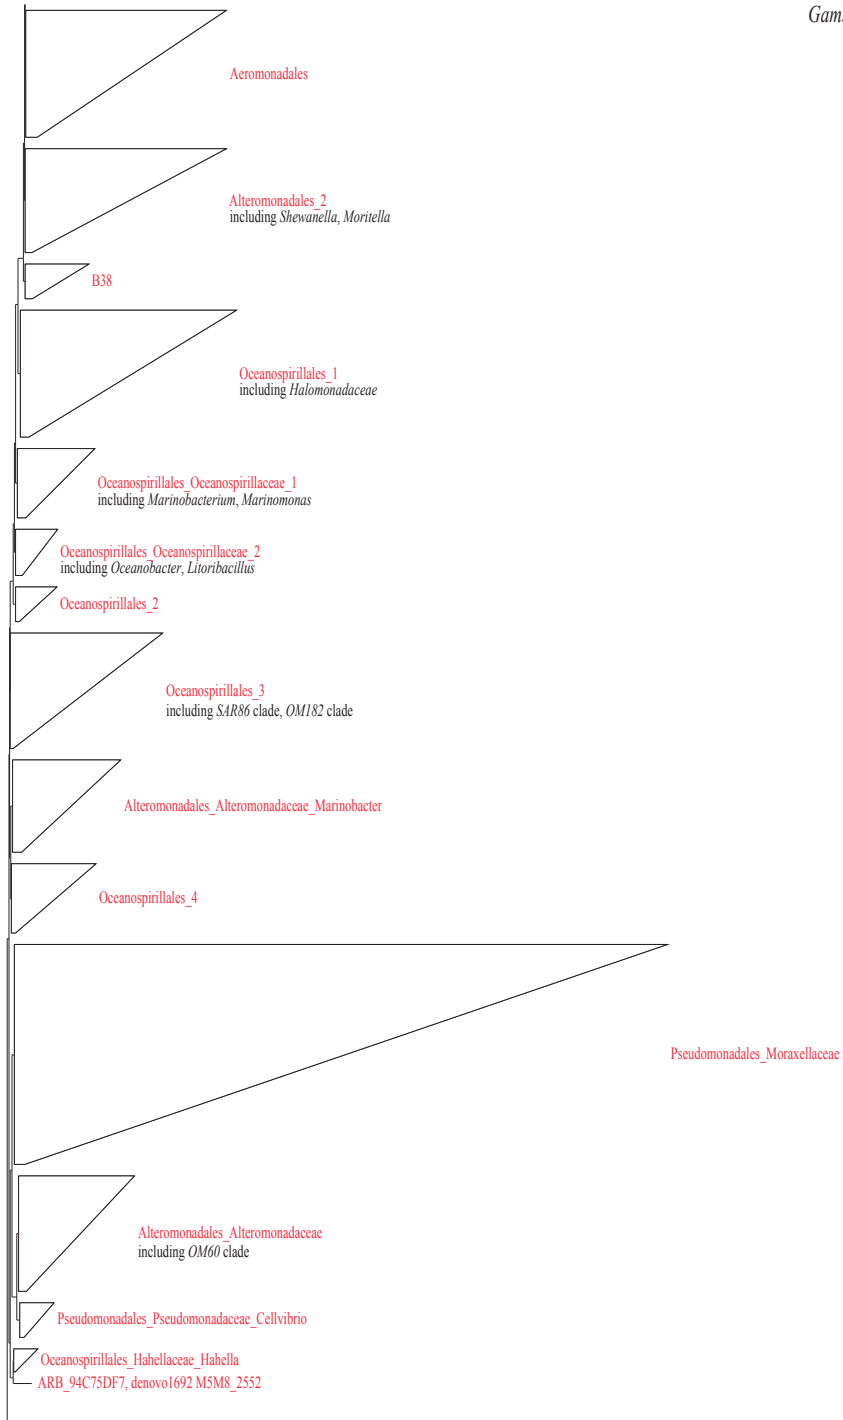 Aeromonadales
Alteromonadales_2
including Shewanella, Moritella
B38
Oceanospirillales_1
including Halomonadaceae
Oceanospirillales_Oceanospirillaceae_1
including Marinobacterium, Marinomonas
Oceanospirillales_Oceanospirillaceae_2
including Oceanobacter, Litoribacillus
Oceanospirillales_2
Oceanospirillales_3
including SAR86 clade, OM182 clade
Alteromonadales_Alteromonadaceae_Marinobacter
Oceanospirillales_4
Pseudomonadales_Moraxellaceae
Alteromonadales_Alteromonadaceae
including OM60 clade
Pseudomonadales_Pseudomonadaceae_Cellvibrio
Oceanospirillales_Hahellaceae_Hahella
ARB_94C75DF7, denovo1692 M5M8_2552